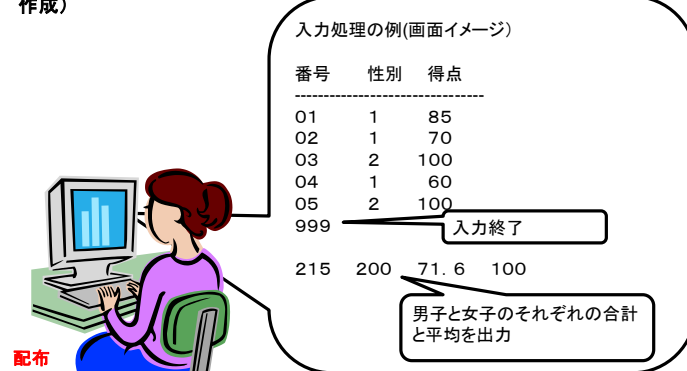 作成）
入力処理の例(画面イメージ）
番号 性別 得点
---------------------------------
０１ １ ８５
０２ １ ７０
０３ ２ １００
０４ １ ６０
０５ ２ １００
９９９
入力終了
２１５ ２００ ７１．６ １００
男子と女子のそれぞれの合計
と平均を出力
配布